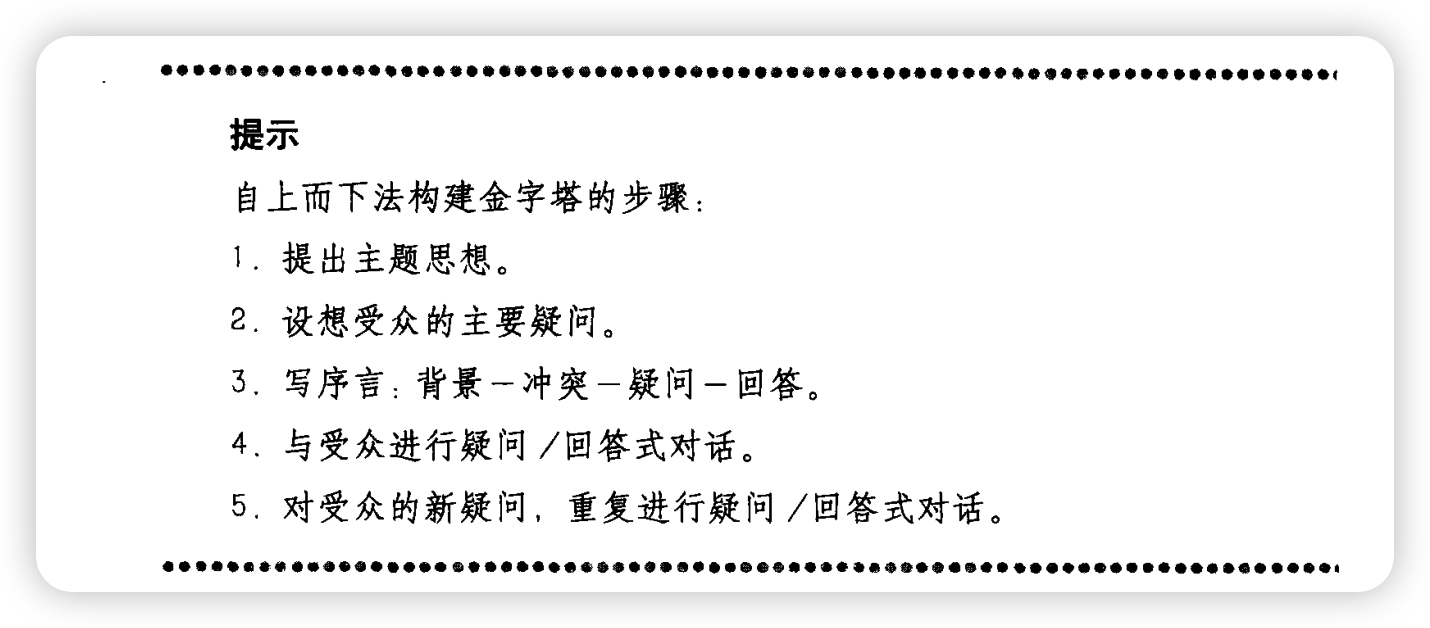 提示
自上而下法构建金字塔的步骤：
1. 提出主题思想。
2. 设想受众的主要疑问。
3. 写序言：背景－冲突－疑问－回答。
4. 与受众进行疑问/回答式对话。
5. 对受众的新疑问，重复进行疑问/回答式对话。